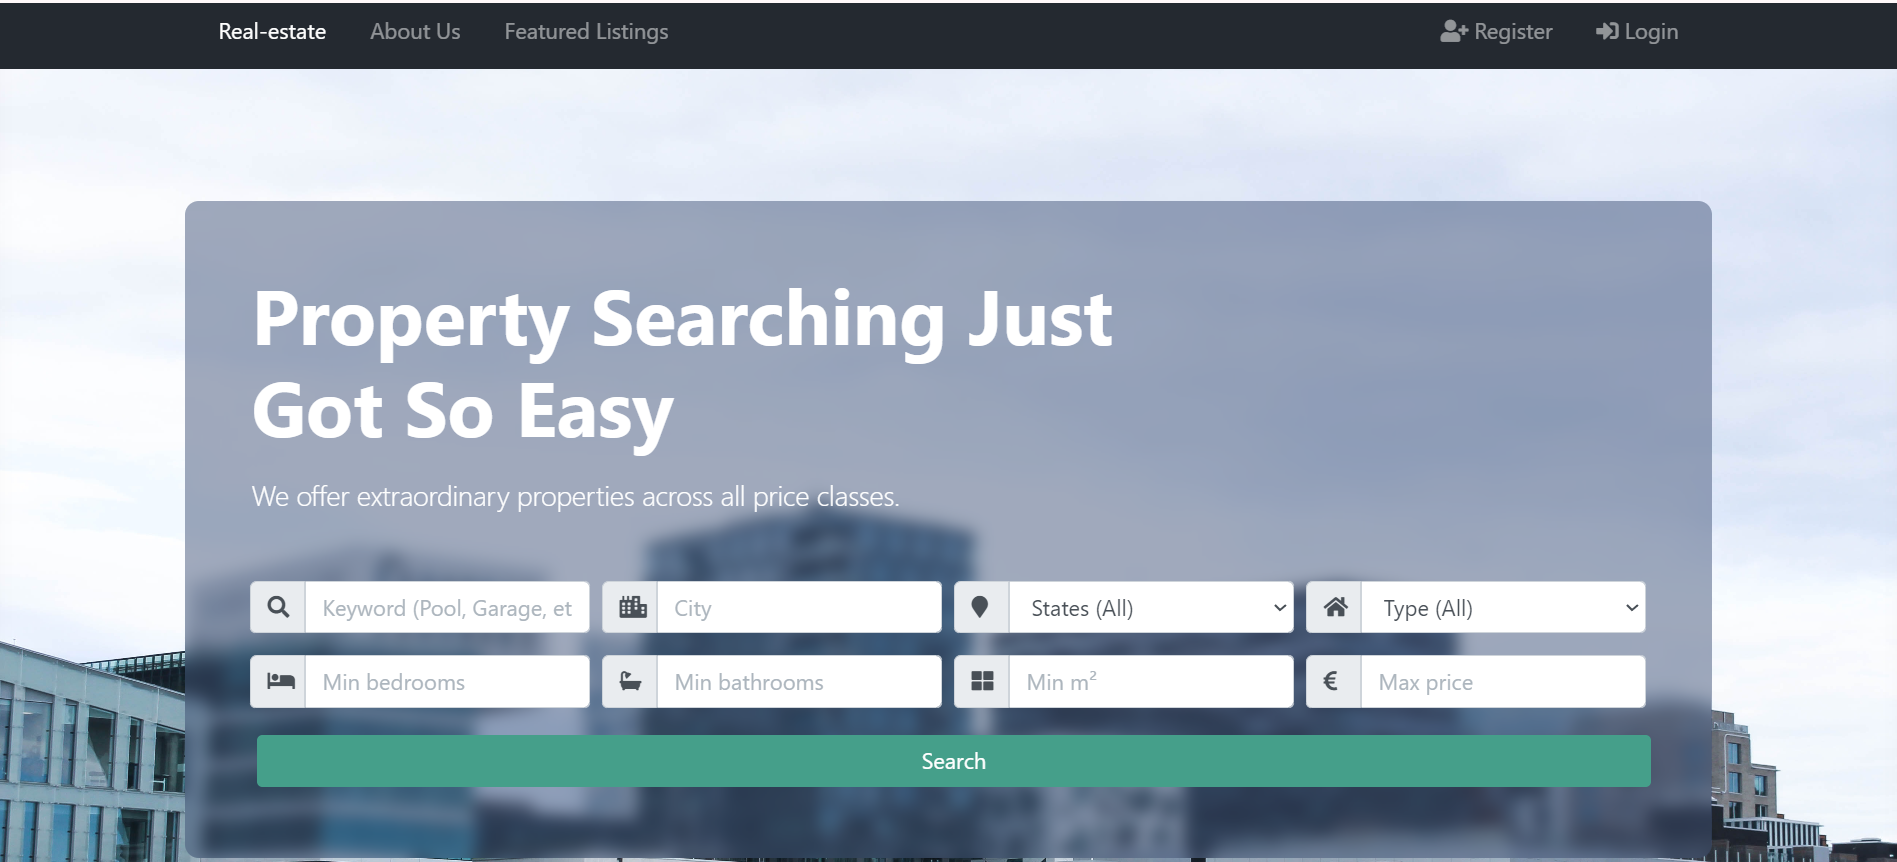 Real-estate About Us Featured Listings Register Login
Property Searching Just
Got So Easy
We offer extraordinary properties across all price classes.
Keyword (Pool, Garage, et City States (All) Type (All)
Min bedrooms Min bathrooms Min m² € Max price
Search